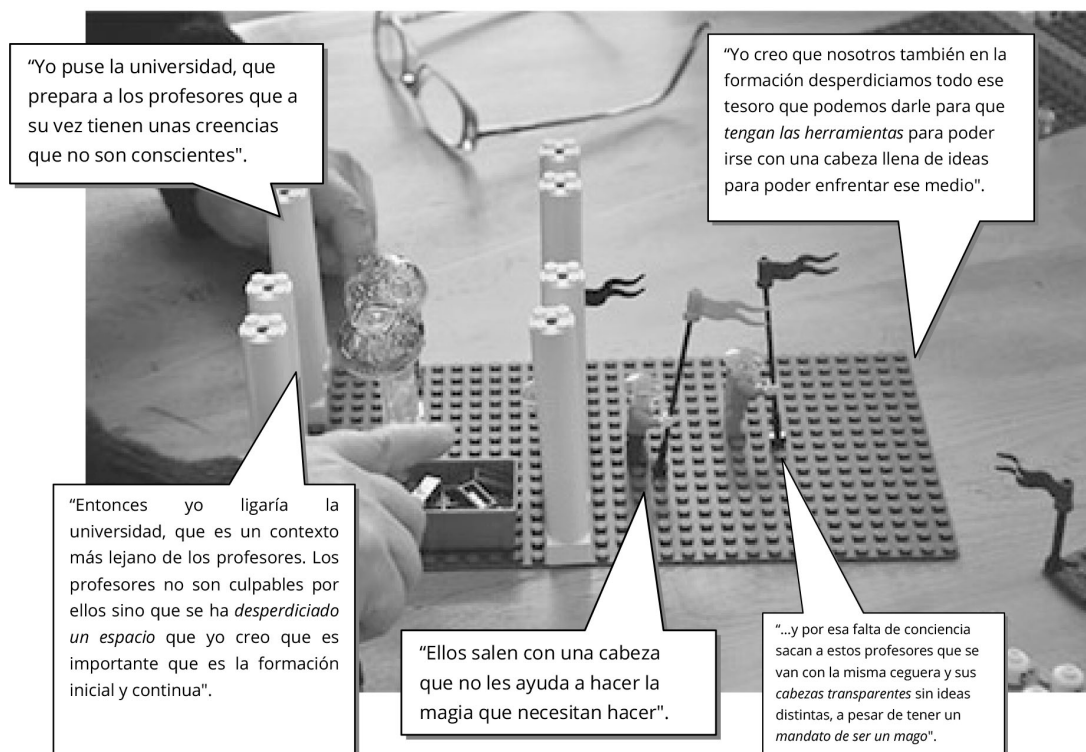 “Yo puse la universidad, que
prepara a los profesores que a
su vez tienen unas creencias
que no son conscientes".
“Yo creo que nosotros también en la
formación desperdiciamos todo ese
tesoro que podemos darle para que
tengan las herramientas para poder
irse con una cabeza llena de ideas
para poder enfrentar ese medio".
“Entonces yo ligaría la
universidad, que es un contexto
más lejano de los profesores. Los
profesores no son culpables por
ellos sino que se ha desperdiciado
un espacio que yo creo que es
importante que es la formación
inicial y continua".
“Ellos salen con una cabeza
que no les ayuda a hacer la
magia que necesitan hacer".
“...y por esa falta de conciencia
sacan a estos profesores que se
van con la misma ceguera y sus
cabezas transparentes sin ideas
distintas, a pesar de tener un
mandato de ser un mago".